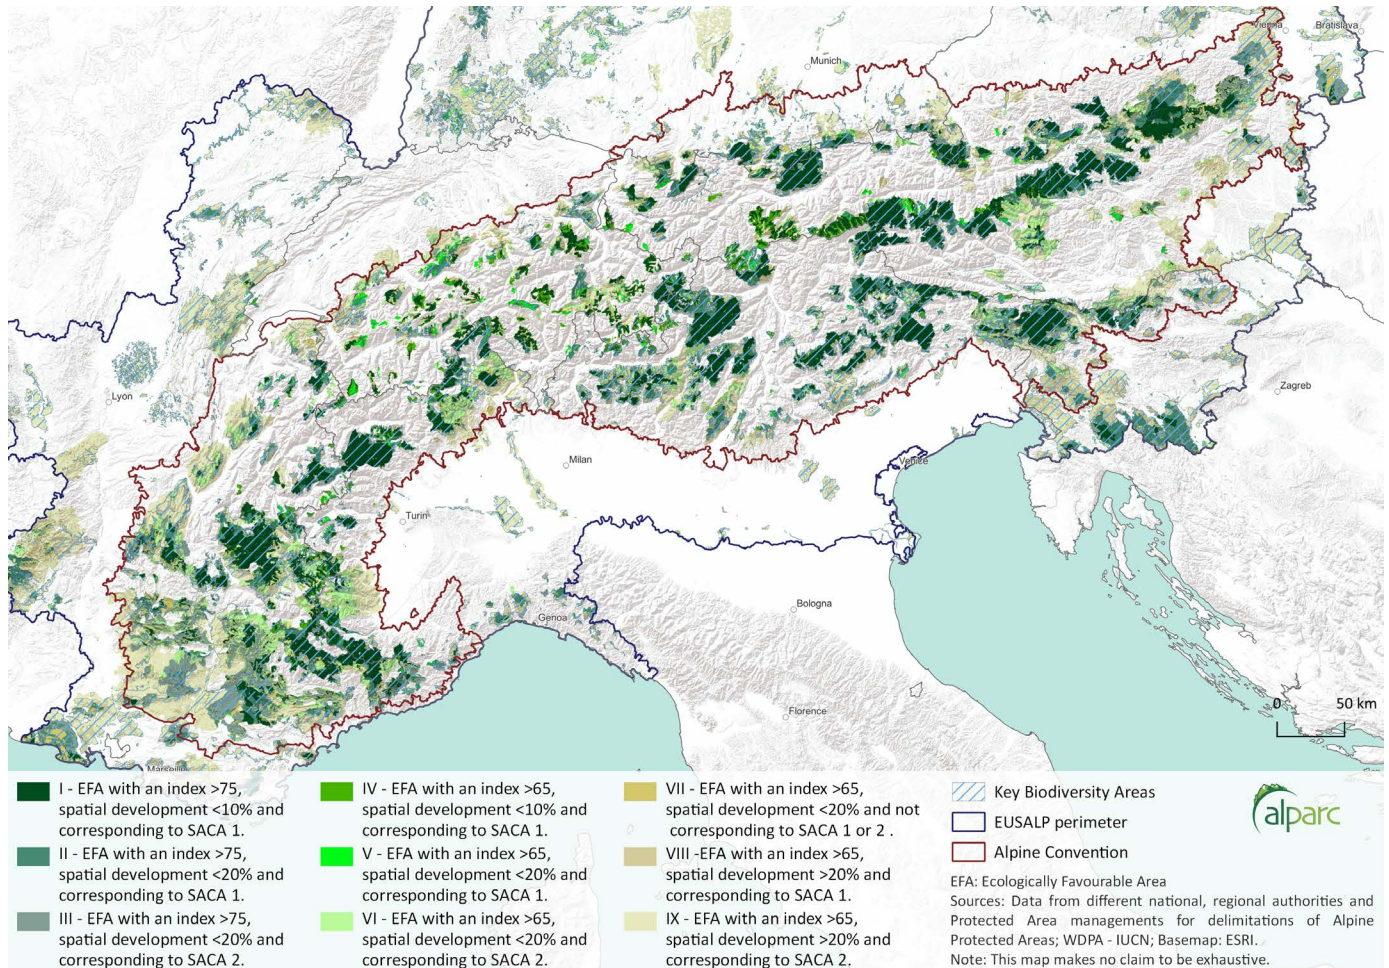 Vienna
Bratislava
Munich
Lyon
Zagreb
Milan
Venice
Turin
Bologna
Genoa
Florence
Marseille
0 50 km
I - EFA with an index >75,
spatial development <10% and
corresponding to SACA 1.
II - EFA with an index >75,
spatial development <20% and
corresponding to SACA 1.
III - EFA with an index >75,
spatial development <20% and
corresponding to SACA 2.
IV - EFA with an index >65,
spatial development <10% and
corresponding to SACA 1.
V - EFA with an index >65,
spatial development <20% and
corresponding to SACA 1.
VI - EFA with an index >65,
spatial development <20% and
corresponding to SACA 2.
VII - EFA with an index >65,
spatial development <20% and not
corresponding to SACA 1 or 2 .
VIII -EFA with an index >65,
spatial development >20% and
corresponding to SACA 1.
IX - EFA with an index >65,
spatial development >20% and
corresponding to SACA 2.
Key Biodiversity Areas
EUSALP perimeter
Alpine Convention
alparc
EFA: Ecologically Favourable Area
Sources: Data from different national, regional authorities and
Protected Area managements for delimitations of Alpine
Protected Areas; WDPA - IUCN; Basemap: ESRI.
Note: This map makes no claim to be exhaustive.